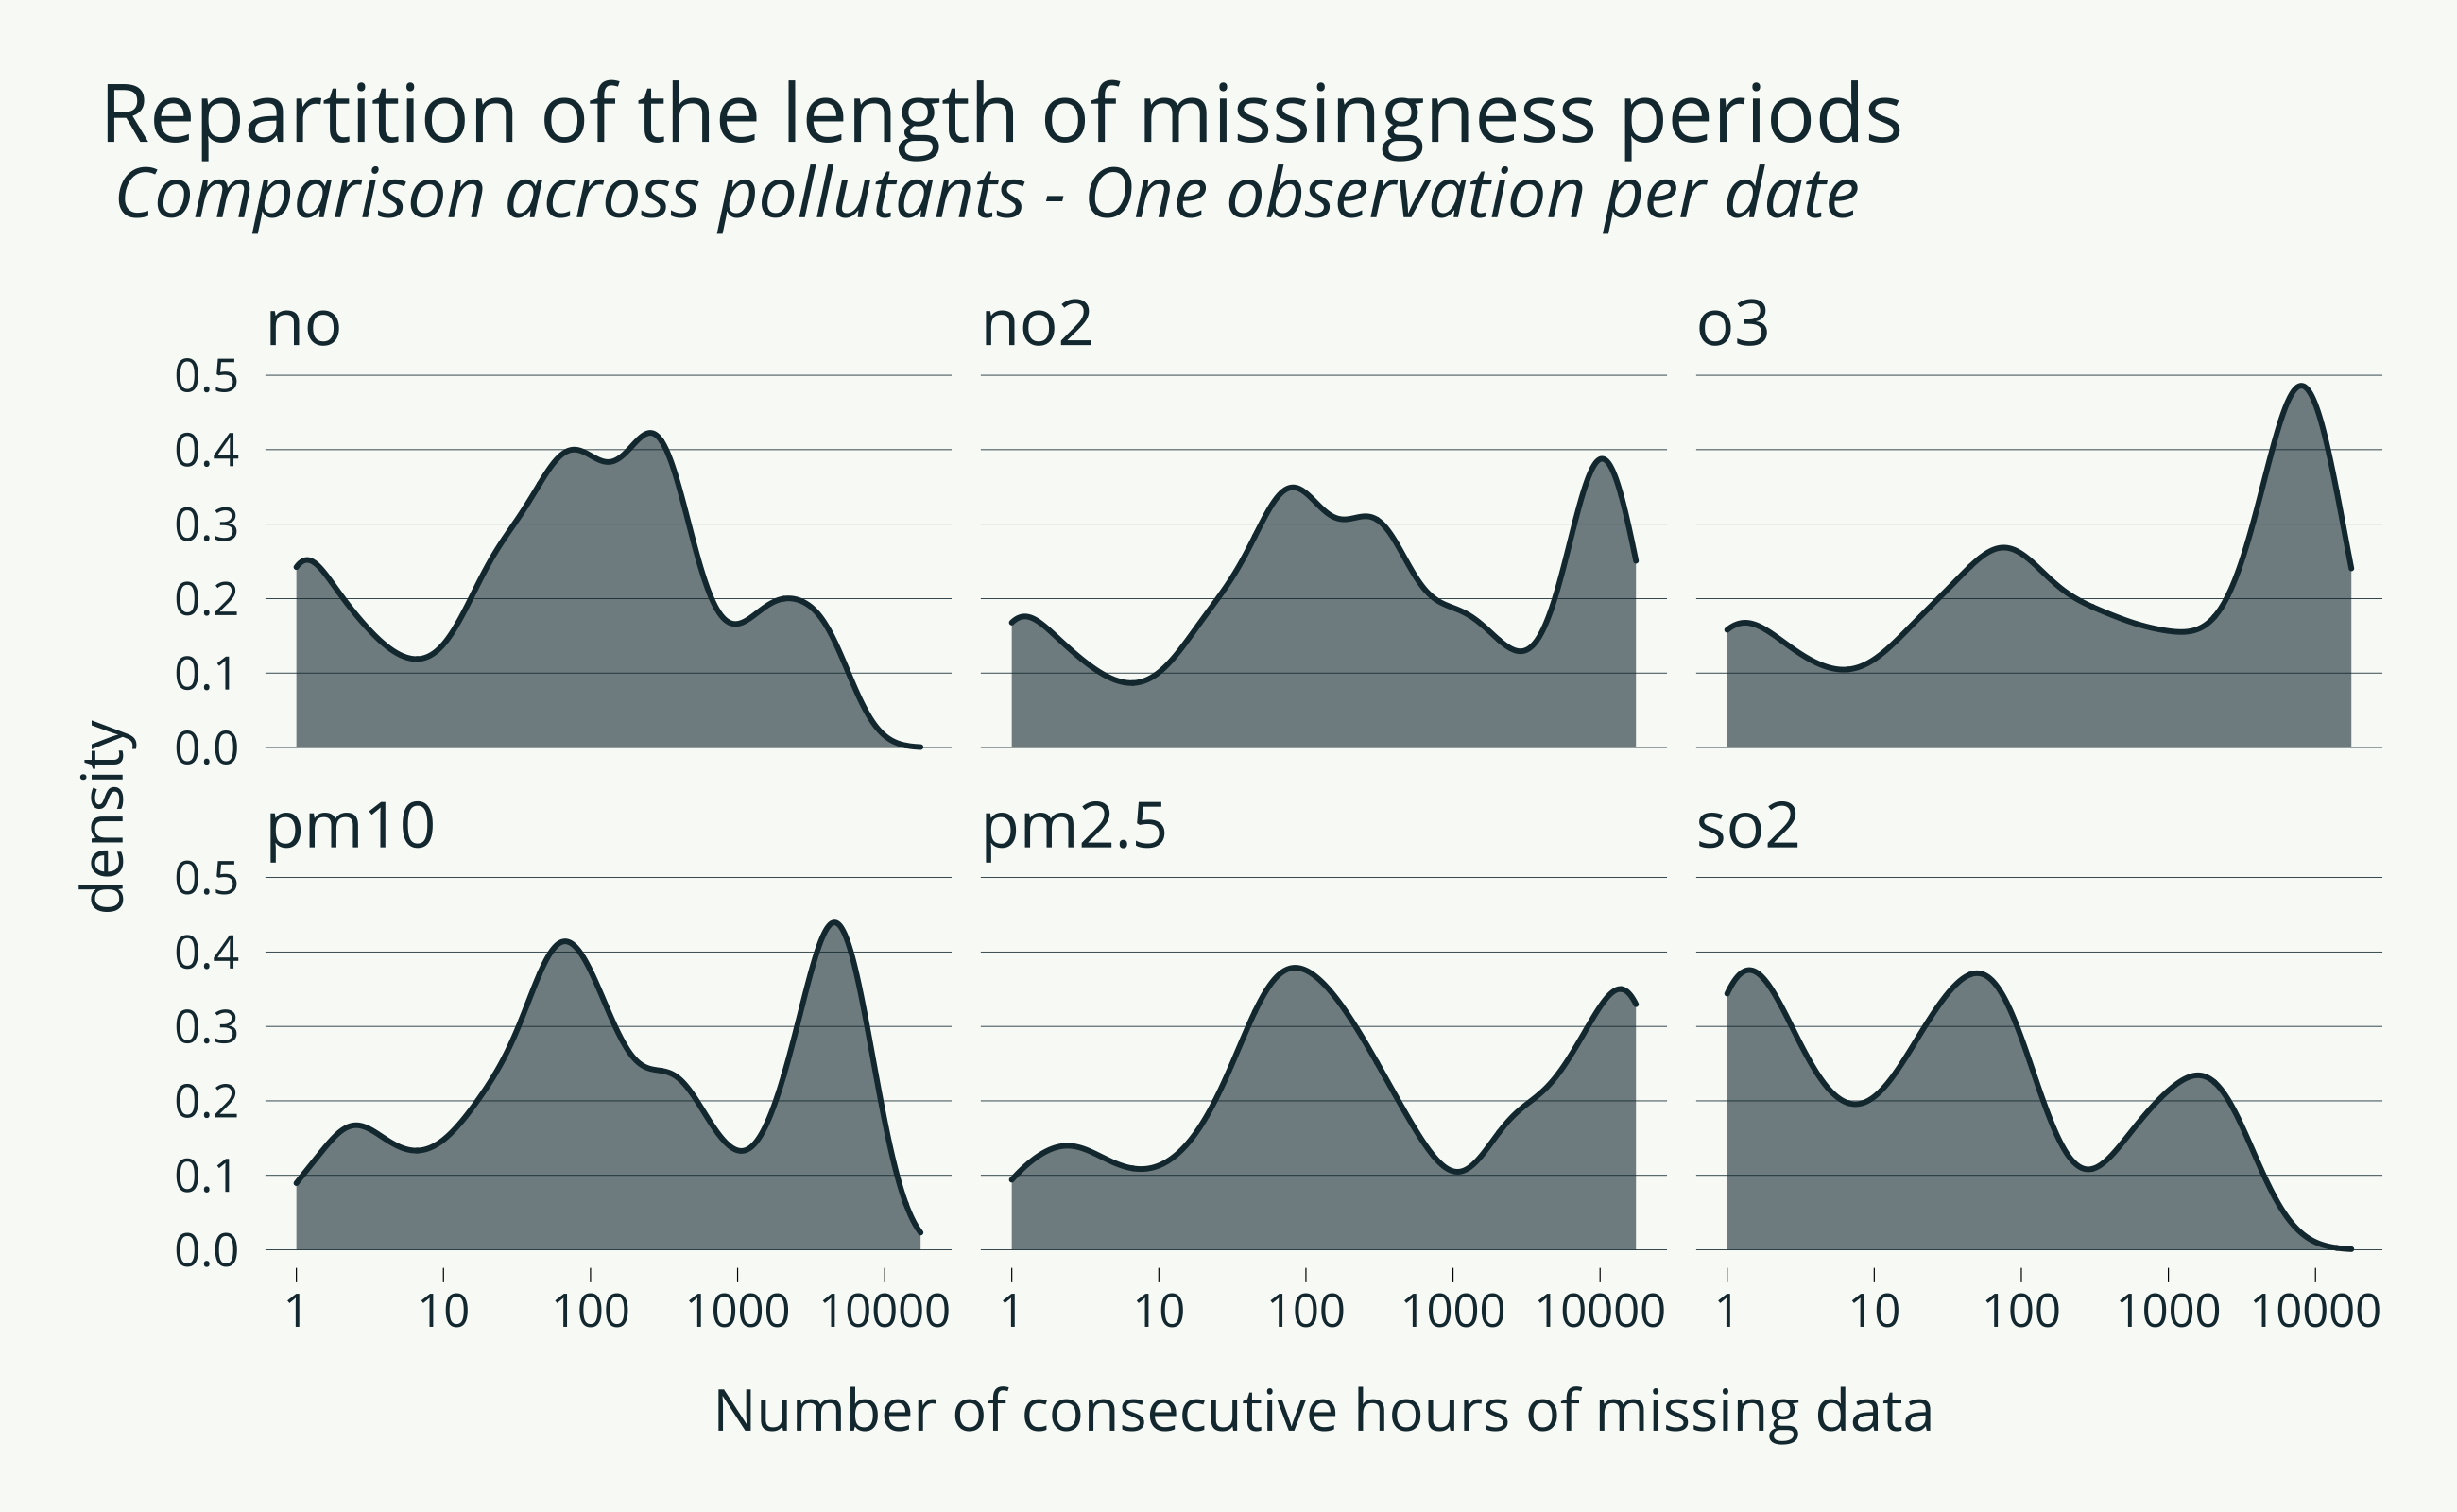 Repartition of the length of missingness periods
Comparison across pollutants - One observation per date
no
no2
o3
0.5
0.4
0.3
0.2
0.1
0.0
density
pm10
pm2.5
so2
0.5
0.4
0.3
0.2
0.1
0.0
1 10 100 1000 10000
1 10 100 1000 10000
1 10 100 1000 10000
Number of consecutive hours of missing data